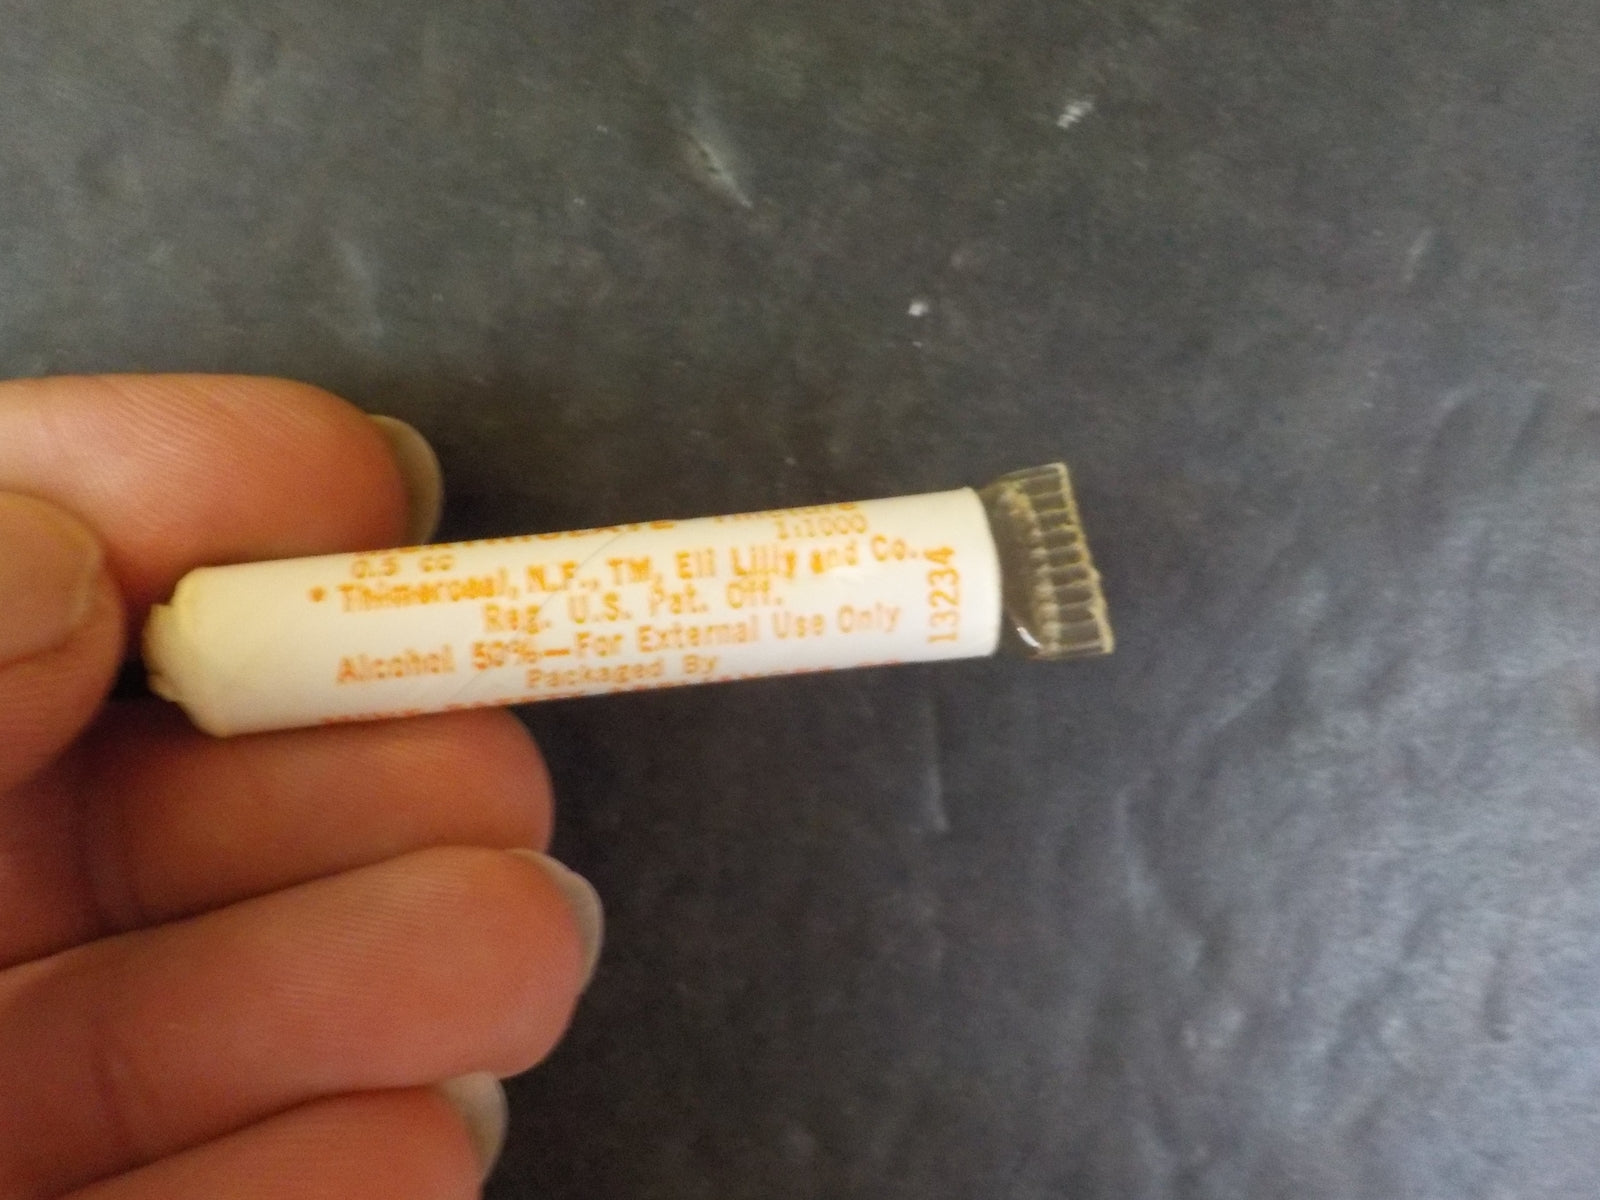 Tincture
0.5 cc 1:1000
* Thimerosal, N.F., TM, Eli Lilly and Co.
Reg. U.S. Pat. Off.
Alcohol 50%—For External Use Only
Packaged By
13234